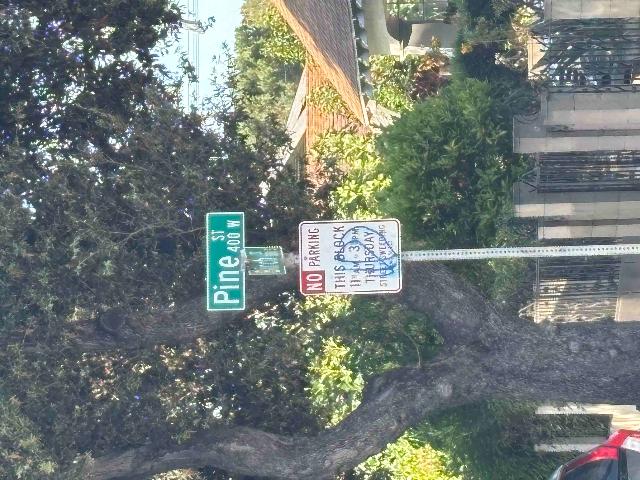 Pine ST
400 W
NO PARKING
THIS BLOCK
11 AM - 3 PM
THURSDAY
STREET SWEEPING